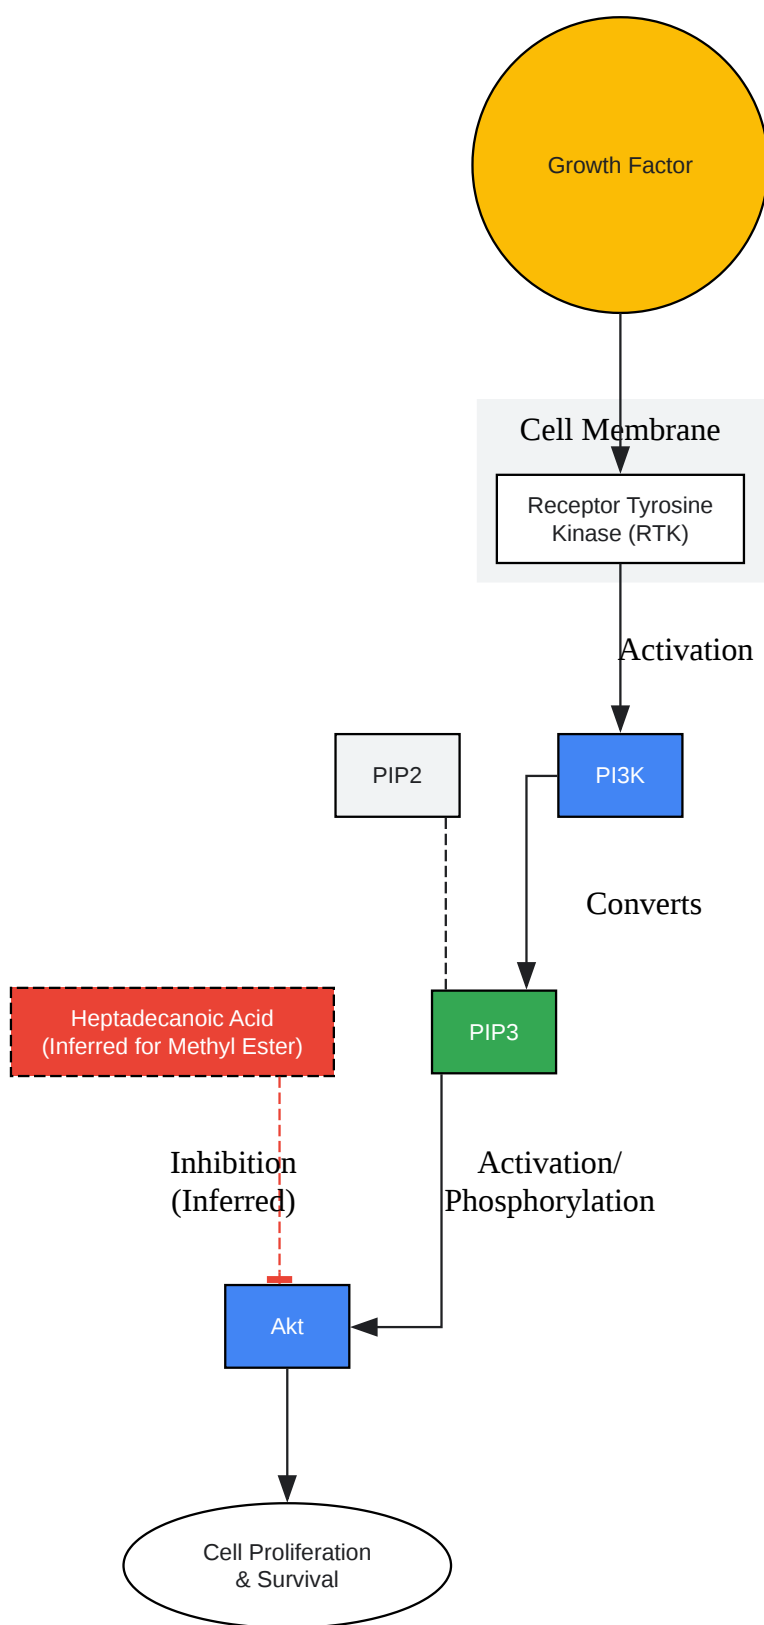 Growth Factor
Cell Membrane
Receptor Tyrosine
Kinase (RTK)
Activation
PIP2
PI3K
Converts
Heptadecanoic Acid
(Inferred for Methyl Ester)
PIP3
Inhibition
(Inferred)
Activation/
Phosphorylation
Akt
Cell Proliferation
& Survival